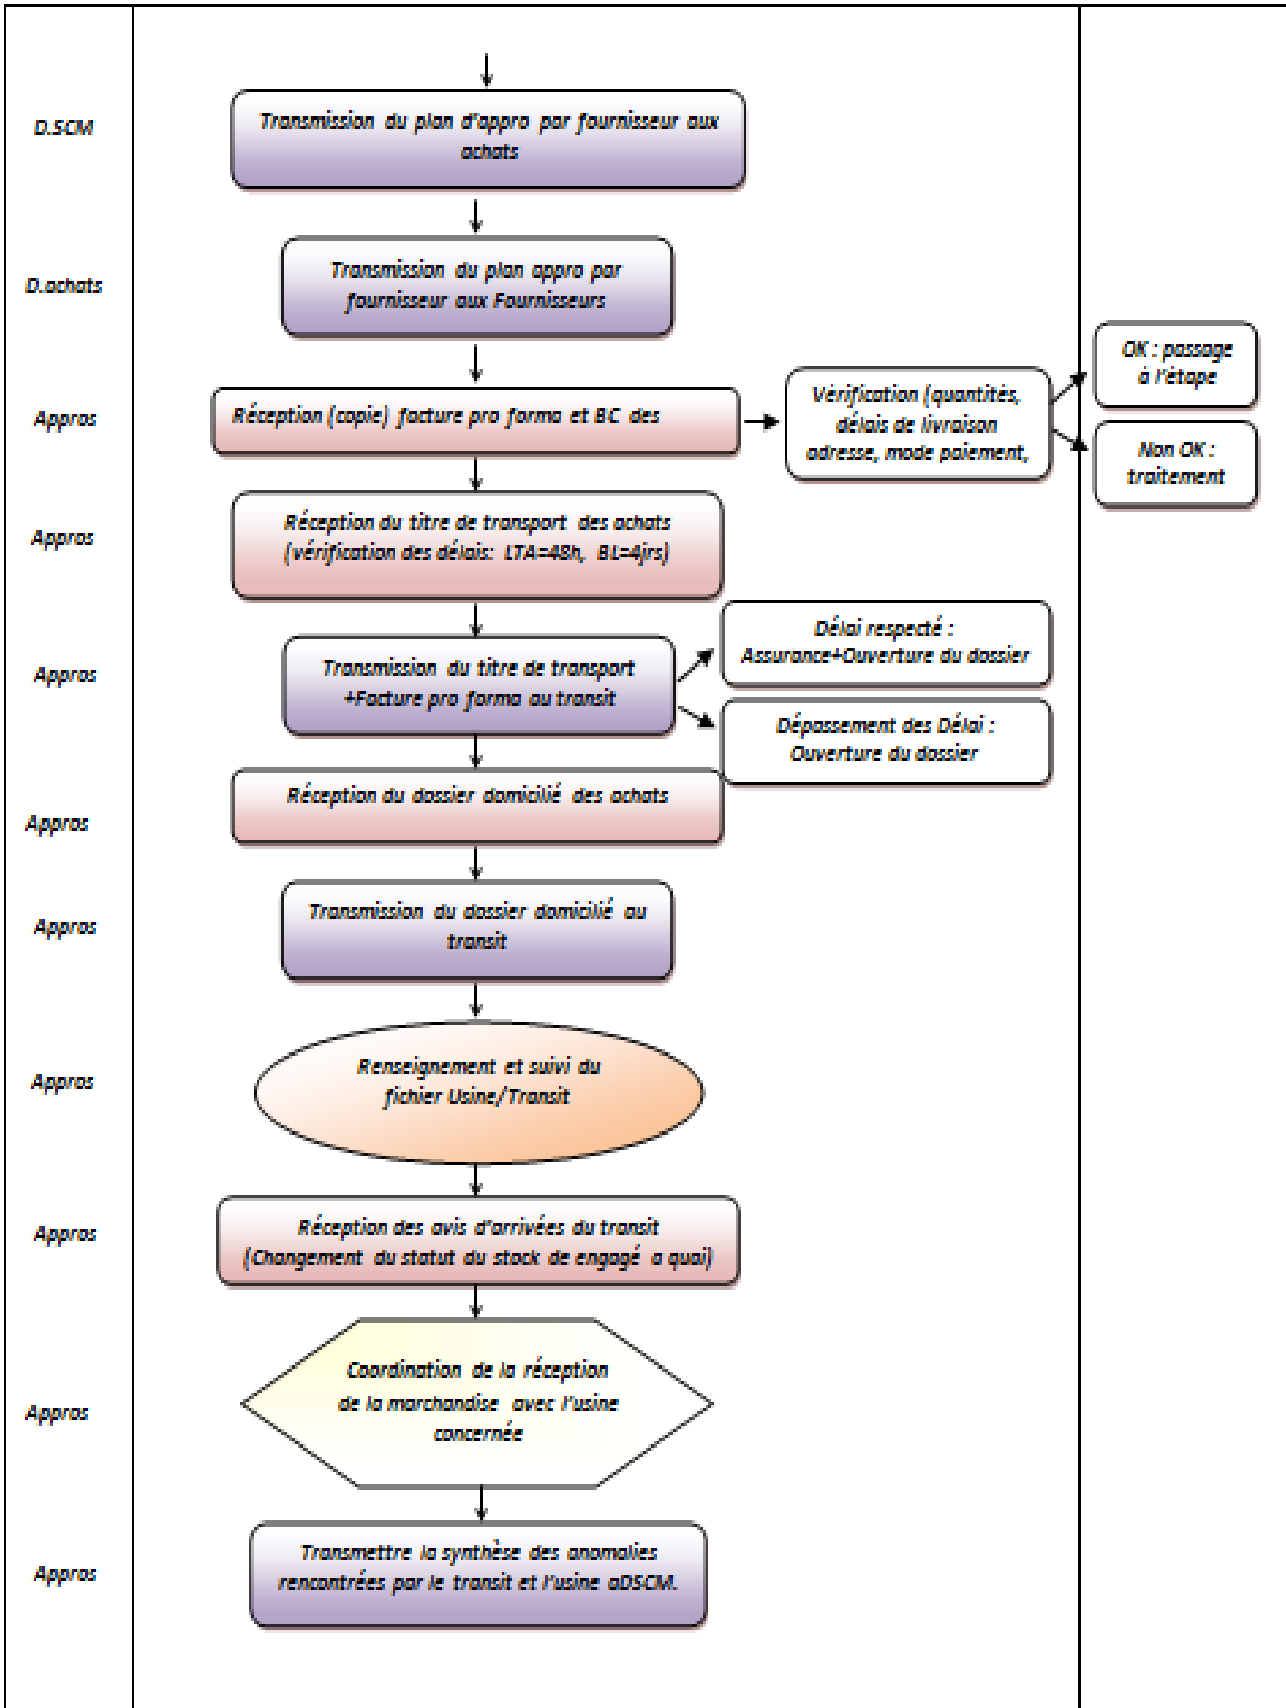 D.SCM
Transmission du plan d'appro par fournisseur aux
achats
D.achats
Transmission du plan appro par
fournisseur aux Fournisseurs
Appros
Réception (copie) facture pro forma et BC des
Vérification (quantités,
délais de livraison
adresse, mode paiement,
OK : passage
à l'étape
Non OK :
traitement
Appros
Réception du titre de transport des achats
(vérification des délais: LTA=48h, BL=4jrs)
Appros
Transmission du titre de transport
+Facture pro forma au transit
Délai respecté :
Assurance+Ouverture du dossier
Dépassement des Délai :
Ouverture du dossier
Appros
Réception du dossier domicilié des achats
Appros
Transmission du dossier domicilié au
transit
Appros
Renseignement et suivi du
fichier Usine/Transit
Appros
Réception des avis d'arrivées du transit
(Changement du statut du stock de engagé a quai)
Appros
Coordination de la réception
de la marchandise avec l'usine
concernée
Appros
Transmettre la synthèse des anomalies
rencontrées par le transit et l'usine aDSCM.